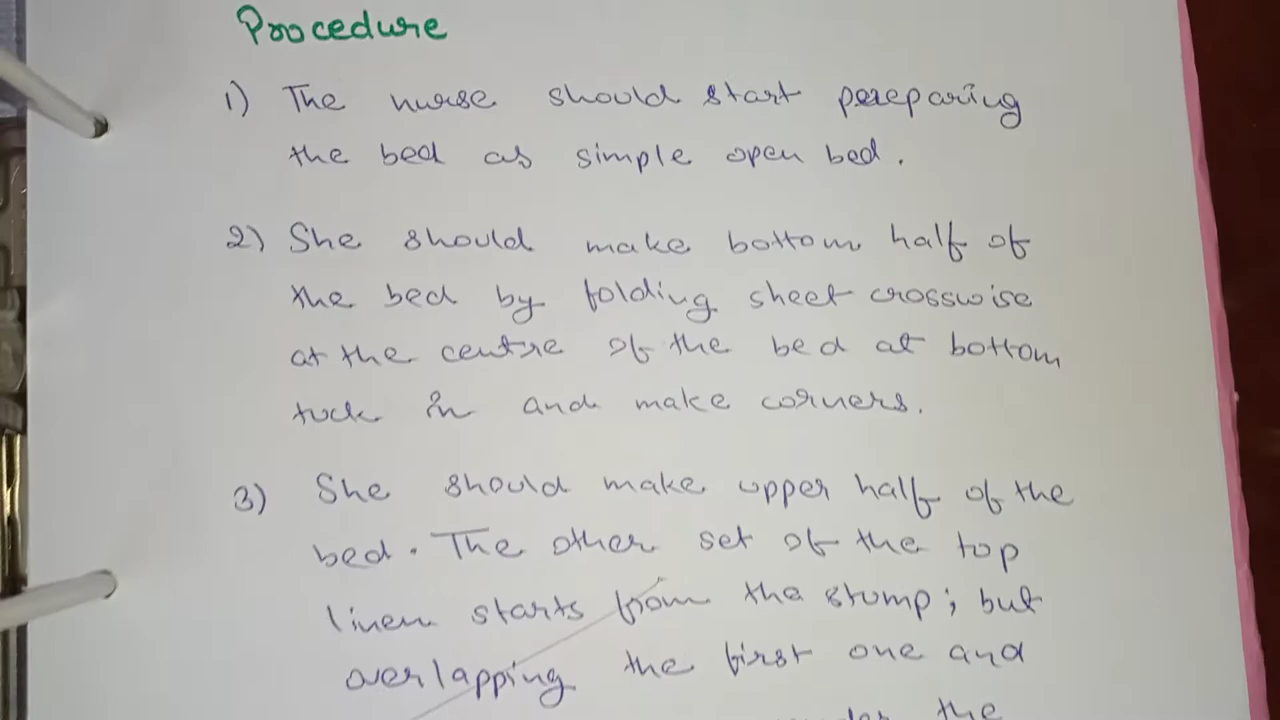 Procedure
1) The nurse should start pereparing
the bed as simple open bed.
2) She should make bottom half of
the bed by folding sheet crosswise
at the centre of the bed at bottom
tuck in and make corners.
3) She should make upper half of the
bed. The other set of the top
linen starts from the stump; but
overlapping the first one and
the